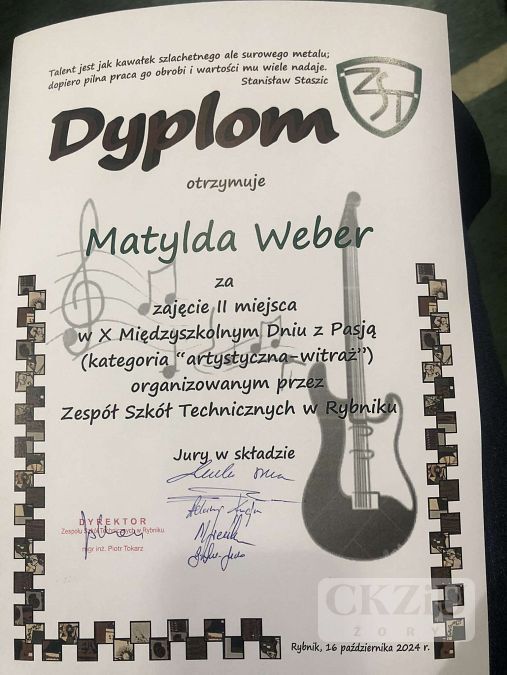 Talent jest jak kawałek szlachetnego ale surowego metalu;
dopiero pilna praca go obrobi i wartości mu wiele nadaje.
Stanisław Staszic
ZST
Dyplom
otrzymuje
Matylda Weber
za
zajęcie II miejsca
w X Międzyszkolnym Dniu z Pasją
(kategoria “artystyczna-witraż”)
organizowanym przez
Zespół Szkół Technicznych w Rybniku
Jury w składzie
DYREKTOR
Zespołu Szkół Technicznych w Rybniku
mgr inż. Piotr Tokarz
CKZiU
ŻORY
Rybnik, 16 października 2024 r.